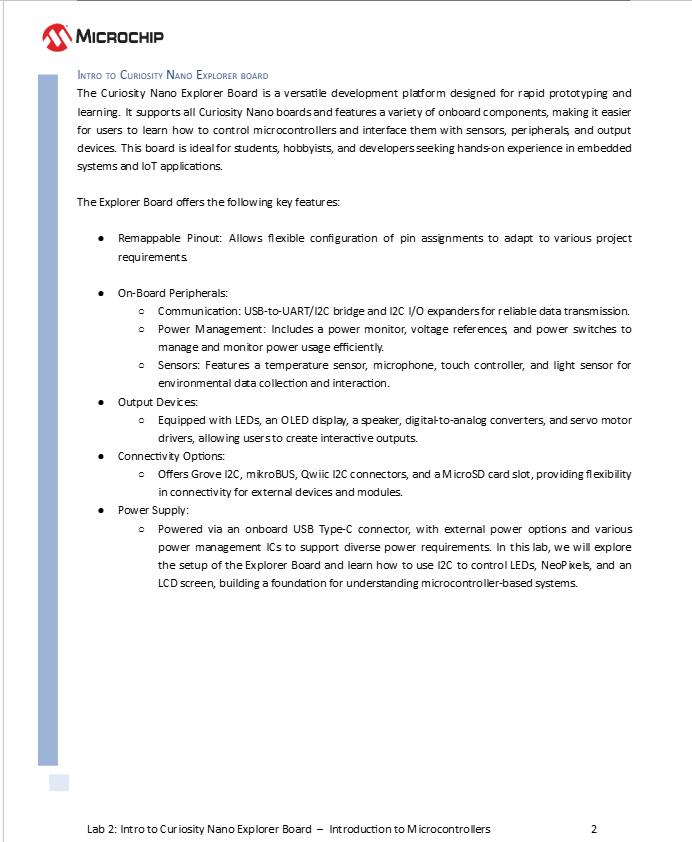 MICROCHIP
INTRO TO CURIOSITY NANO EXPLORER BOARD
The Curiosity Nano Explorer Board is a versatile development platform designed for rapid prototyping and
learning. It supports all Curiosity Nano boards and features a variety of onboard components, making it easier
for users to learn how to control microcontrollers and interface them with sensors, peripherals, and output
devices. This board is ideal for students, hobbyists, and developers seeking hands-on experience in embedded
systems and IoT applications.
The Explorer Board offers the following key features:
● Remappable Pinout: Allows flexible configuration of pin assignments to adapt to various project
requirements.
● On-Board Peripherals:
○ Communication: USB-to-UART/I2C bridge and I2C I/O expanders for reliable data transmission.
○ Power Management: Includes a power monitor, voltage references, and power switches to
manage and monitor power usage efficiently.
○ Sensors: Features a temperature sensor, microphone, touch controller, and light sensor for
environmental data collection and interaction.
● Output Devices:
○ Equipped with LEDs, an OLED display, a speaker, digital-to-analog converters, and servo motor
drivers, allowing users to create interactive outputs.
● Connectivity Options:
○ Offers Grove I2C, mikroBUS, Qwiic I2C connectors, and a MicroSD card slot, providing flexibility
in connectivity for external devices and modules.
● Power Supply:
○ Powered via an onboard USB Type-C connector, with external power options and various
power management ICs to support diverse power requirements. In this lab, we will explore
the setup of the Explorer Board and learn how to use I2C to control LEDs, NeoPixels, and an
LCD screen, building a foundation for understanding microcontroller-based systems.
Lab 2: Intro to Curiosity Nano Explorer Board – Introduction to Microcontrollers 2